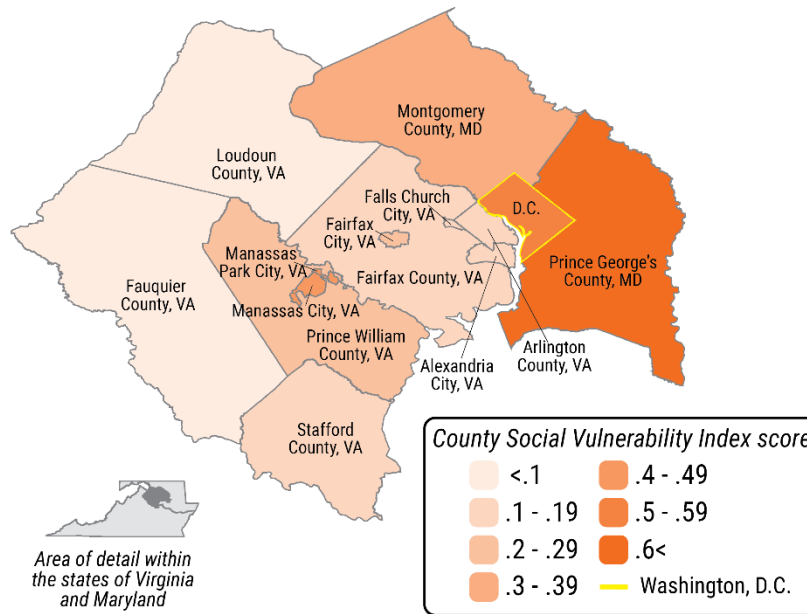 Montgomery
County, MD
Loudoun
County, VA
Falls Church
City, VA
D.C.
Fairfax
City, VA
Manassas
Park City, VA
Fairfax County, VA
Prince George's
County, MD
Fauquier
County, VA
Manassas City, VA
Prince William
County, VA
Alexandria
City, VA
Arlington
County, VA
Stafford
County, VA
County Social Vulnerability Index score
<.1
.1 - .19
.2 - .29
.3 - .39
.4 - .49
.5 - .59
.6<
Washington, D.C.
Area of detail within
the states of Virginia
and Maryland